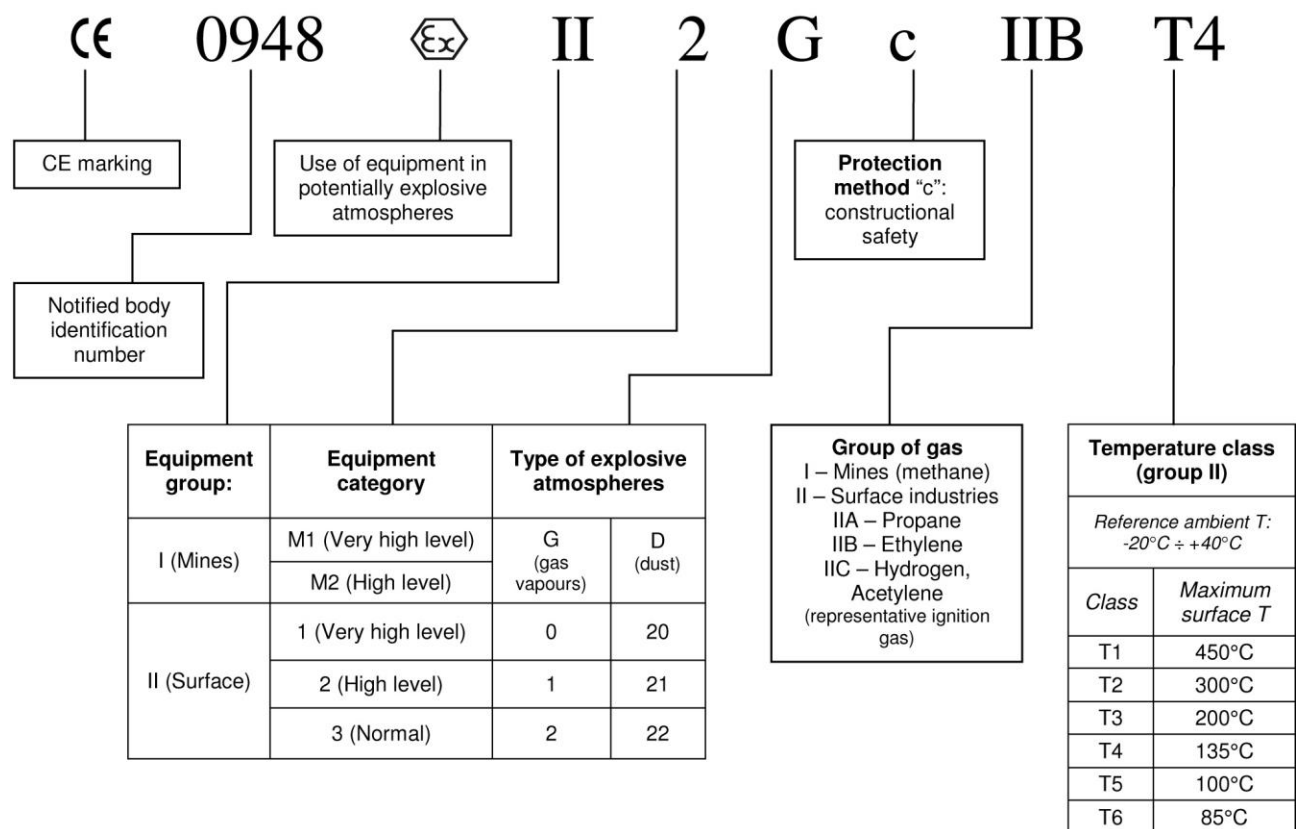 CE 0948 Ex II 2 G c IIB T4
CE marking
Use of equipment in
potentially explosive
atmospheres
Protection
method “c”:
constructional
safety
Notified body
identification
number
Equipment
group:
Equipment
category
Type of explosive
atmospheres
I (Mines)
M1 (Very high level)
M2 (High level)
G
(gas
vapours)
D
(dust)
II (Surface)
1 (Very high level)
0
20
2 (High level)
1
21
3 (Normal)
2
22
Group of gas
I – Mines (methane)
II – Surface industries
IIA – Propane
IIB – Ethylene
IIC – Hydrogen,
Acetylene
(representative ignition
gas)
Temperature class
(group II)
Reference ambient T:
-20°C ÷ +40°C
Class
Maximum
surface T
T1
450°C
T2
300°C
T3
200°C
T4
135°C
T5
100°C
T6
85°C